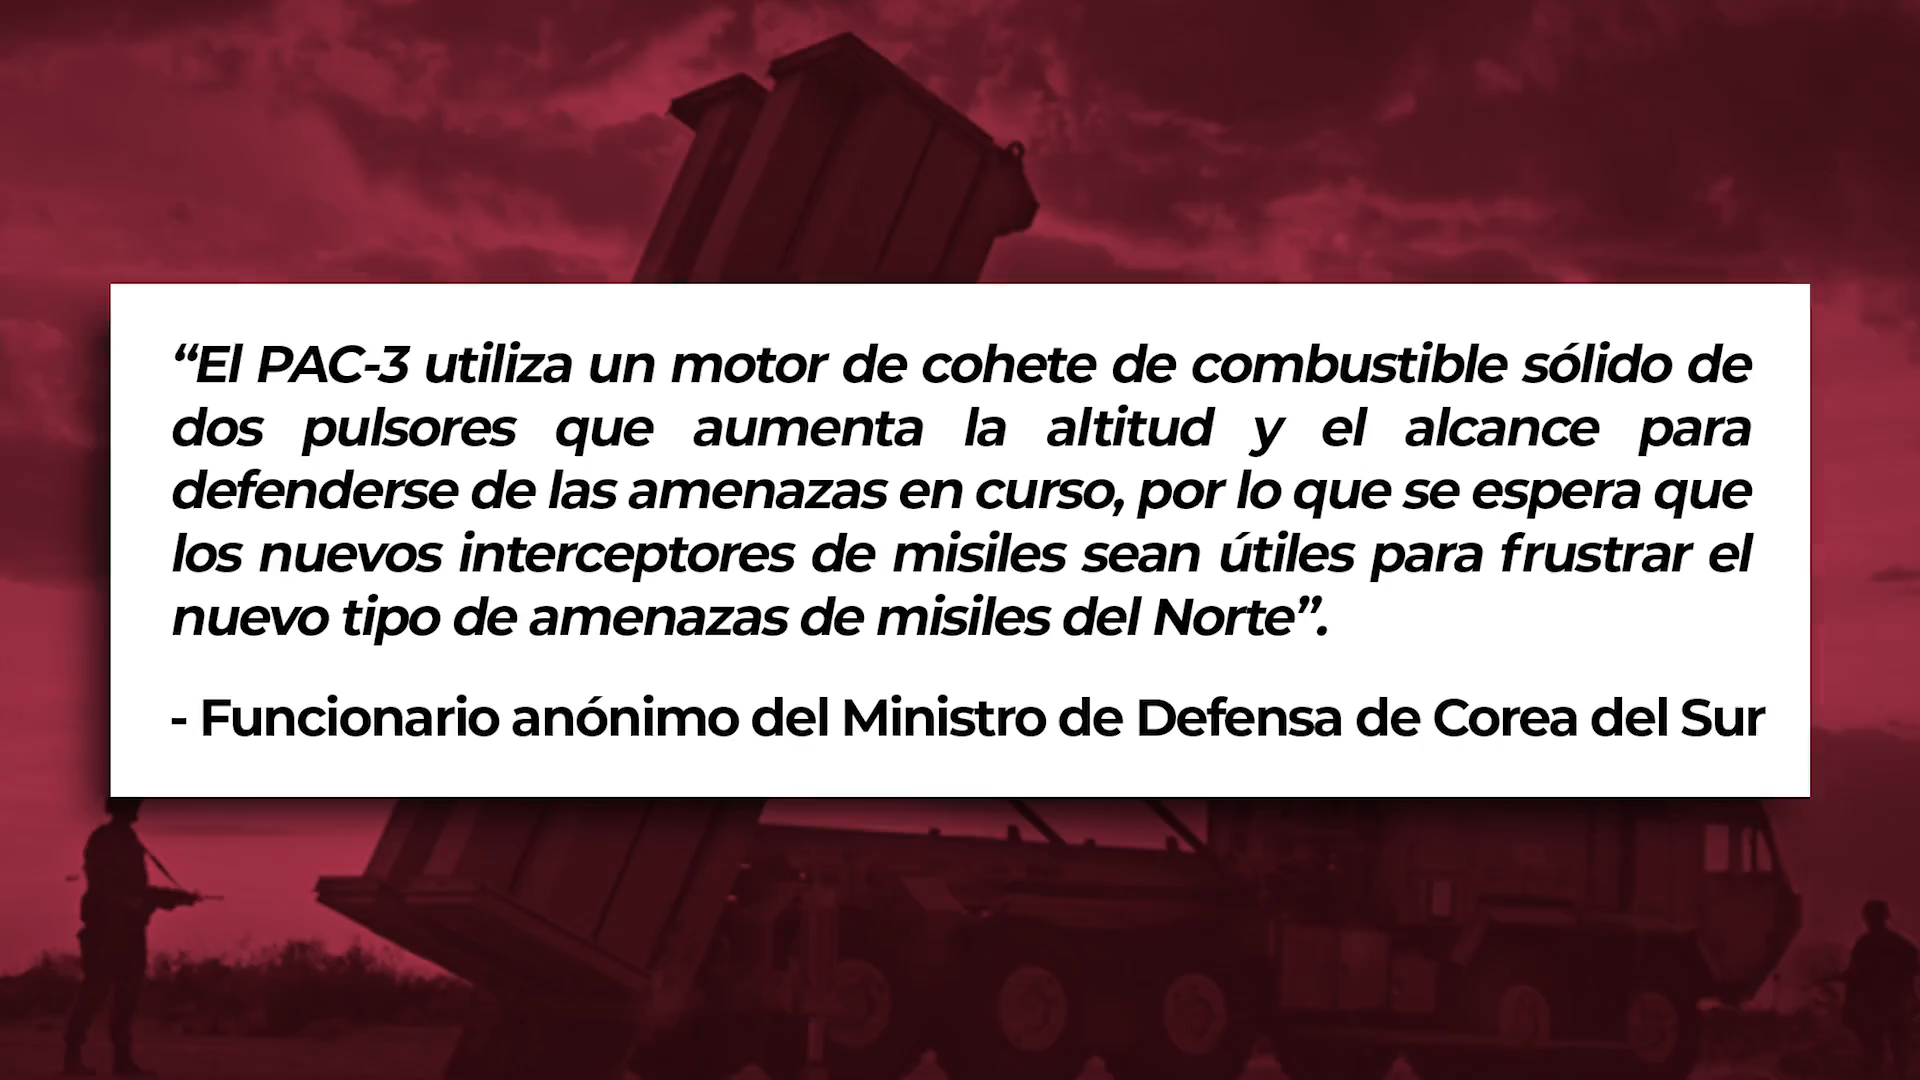 “El PAC-3 utiliza un motor de cohete de combustible sólido de
dos pulsores que aumenta la altitud y el alcance para
defenderse de las amenazas en curso, por lo que se espera que
los nuevos interceptores de misiles sean útiles para frustrar el
nuevo tipo de amenazas de misiles del Norte”.
- Funcionario anónimo del Ministro de Defensa de Corea del Sur